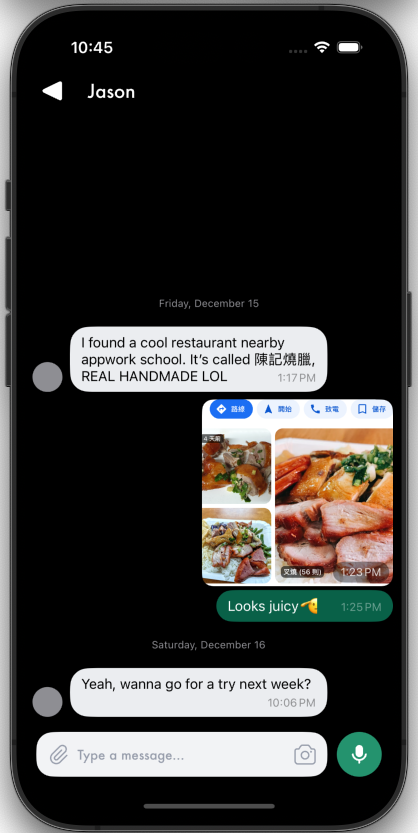 10:45
Jason
Friday, December 15
I found a cool restaurant nearby
appwork school. It's called 陳記燒臘,
REAL HANDMADE LOL
1:17 PM
路線
開始
致電
儲存
4 天前
叉燒 (56 則)
1:23 PM
Looks juicy🫵
1:25 PM
Saturday, December 16
Yeah, wanna go for a try next week?
10:06 PM
Type a message...